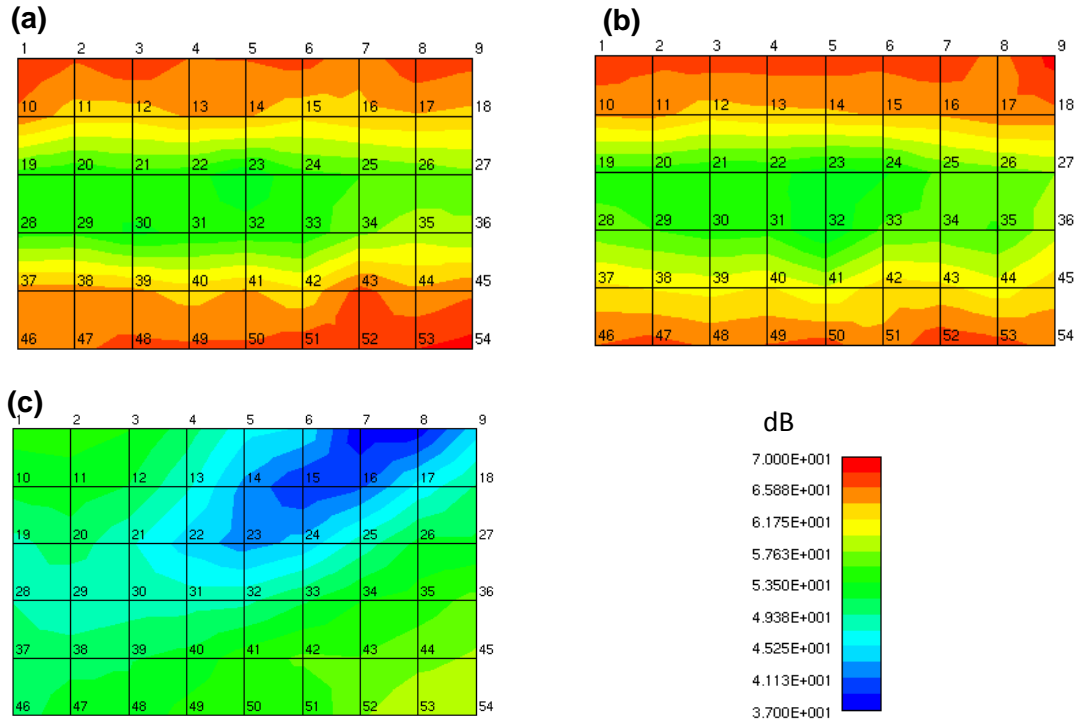 (a)
1 2 3 4 5 6 7 8 9
10 11 12 13 14 15 16 17 18
19 20 21 22 23 24 25 26 27
28 29 30 31 32 33 34 35 36
37 38 39 40 41 42 43 44 45
46 47 48 49 50 51 52 53 54
(b)
1 2 3 4 5 6 7 8 9
10 11 12 13 14 15 16 17 18
19 20 21 22 23 24 25 26 27
28 29 30 31 32 33 34 35 36
37 38 39 40 41 42 43 44 45
46 47 48 49 50 51 52 53 54
(c)
1 2 3 4 5 6 7 8 9
10 11 12 13 14 15 16 17 18
19 20 21 22 23 24 25 26 27
28 29 30 31 32 33 34 35 36
37 38 39 40 41 42 43 44 45
46 47 48 49 50 51 52 53 54
dB
7.000E+001
6.588E+001
6.175E+001
5.763E+001
5.350E+001
4.938E+001
4.525E+001
4.113E+001
3.700E+001